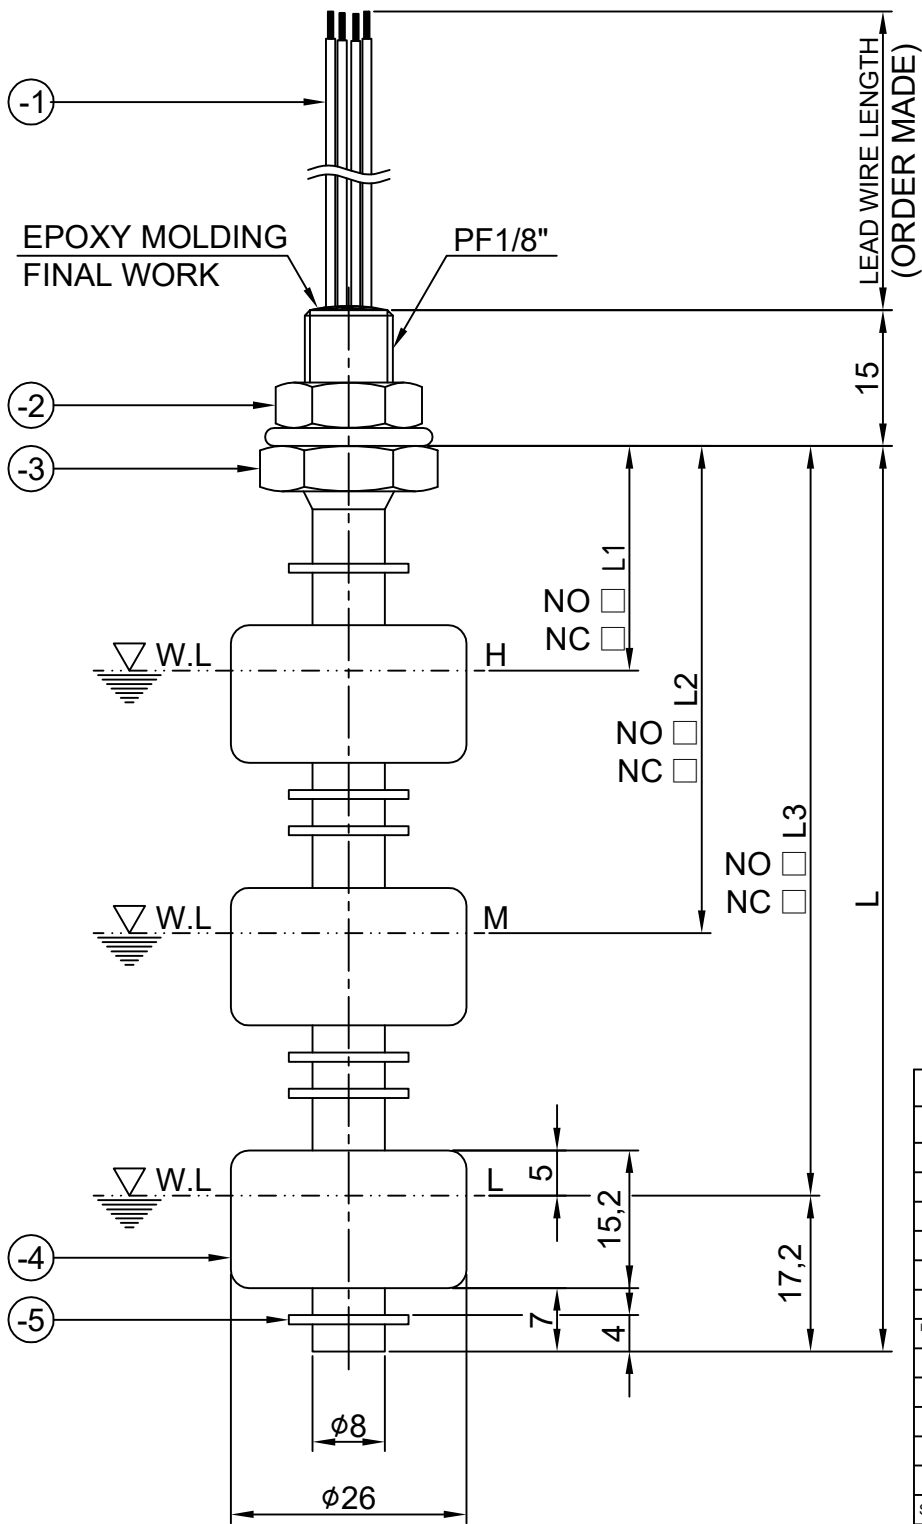 -1
LEAD WIRE LENGTH
(ORDER MADE)
EPOXY MOLDING
FINAL WORK
PF1/8"
15
-2
-3
L1
NO □
NC □
W.L
H
L2
NO □
NC □
L3
NO □
NC □
L
W.L
M
W.L
L
5
15,2
17,2
-4
-5
7
4
ϕ8
ϕ26